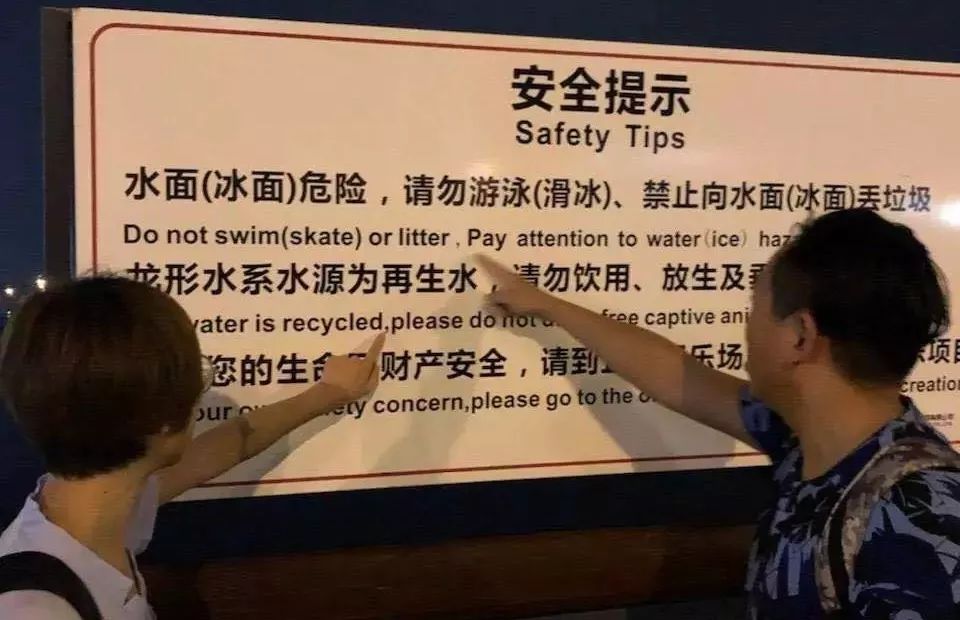 安全提示
Safety Tips
水面(冰面)危险，请勿游泳(滑冰)、禁止向水面(冰面)丢垃圾
Do not swim(skate) or litter , Pay attention to water(ice)
龙形水系水源为再生水，请勿饮用、放生及
water is recycled,please do not free captive
您的生命 财产安全，请到 乐场 项目
concern,please go to the